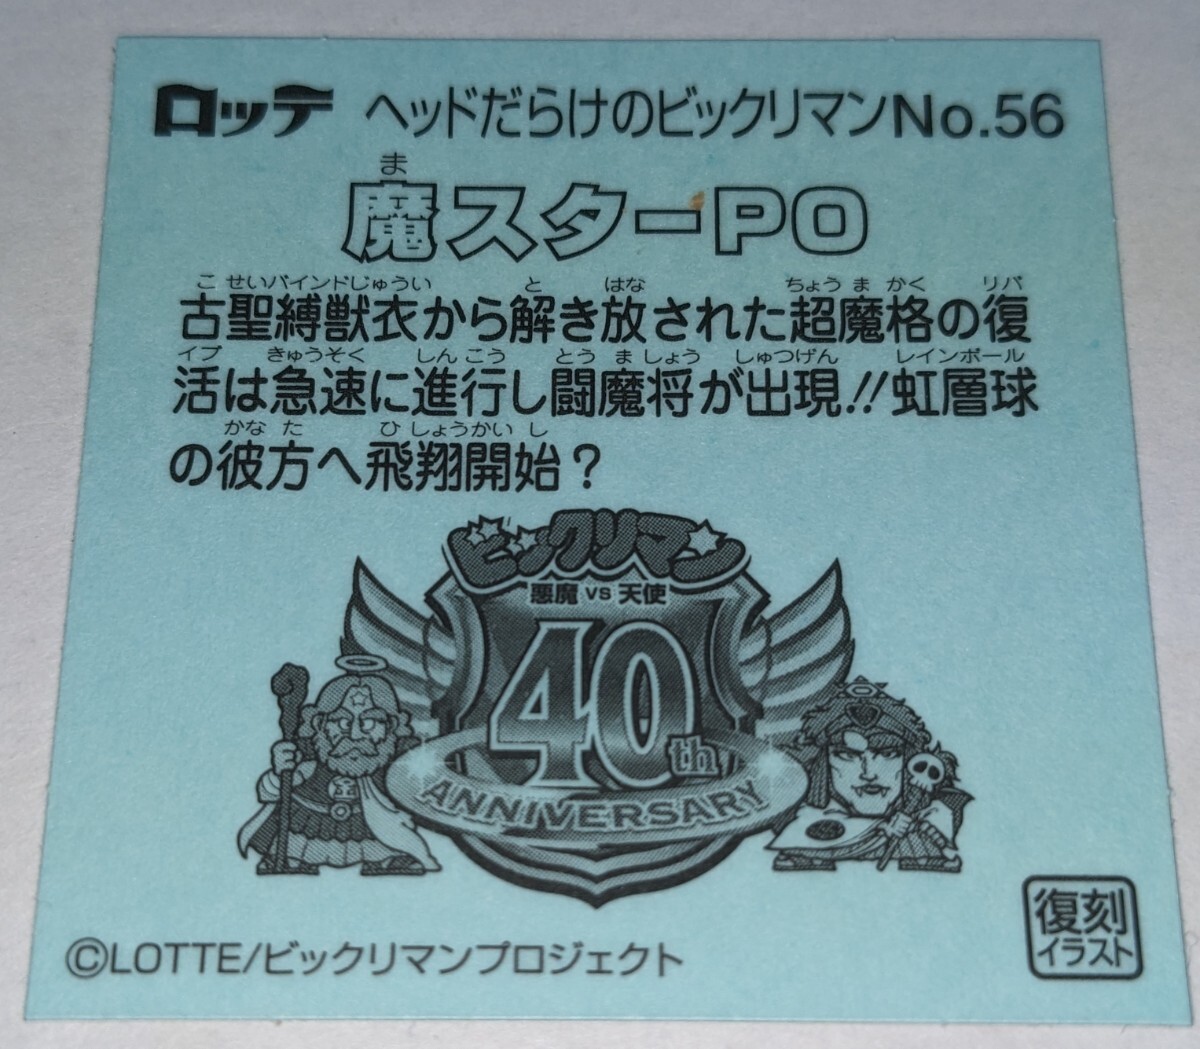 ロッテ ヘッドだらけのビックリマンNo.56
ま
魔スターPO
こ せいバインドじゅうい と はな ちょう ま かく リバ
古聖縛獣衣から解き放された超魔格の復
イブ きゅうそく しん こう とう ま しょう しゅつげん レインボール
活は急速に進行し闘魔将が出現!!虹層球
かな た ひ しょうかい し
の彼方へ飛翔開始？
ビックリマン
悪魔 VS 天使
40th
ANNIVERSARY
復刻
イラスト
©LOTTE/ビックリマンプロジェクト